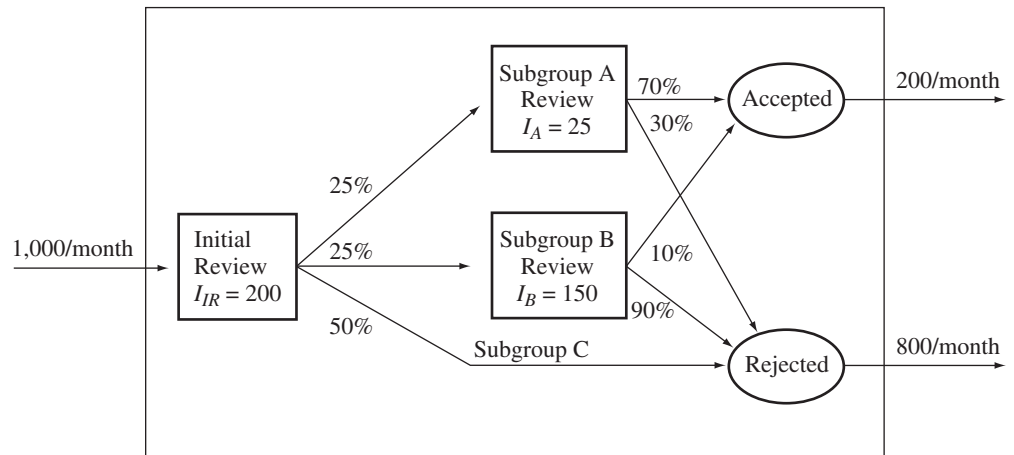 1,000/month
Initial
Review
I_IR = 200
25%
25%
50%
Subgroup A
Review
I_A = 25
Subgroup B
Review
I_B = 150
Subgroup C
70%
30%
10%
90%
Accepted
Rejected
200/month
800/month